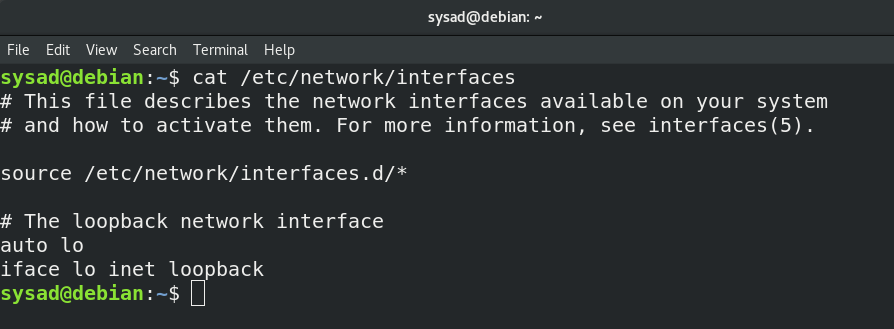 sysad@debian: ~
File Edit View Search Terminal Help
sysad@debian:~$ cat /etc/network/interfaces
# This file describes the network interfaces available on your system
# and how to activate them. For more information, see interfaces(5).
source /etc/network/interfaces.d/*
# The loopback network interface
auto lo
iface lo inet loopback
sysad@debian:~$